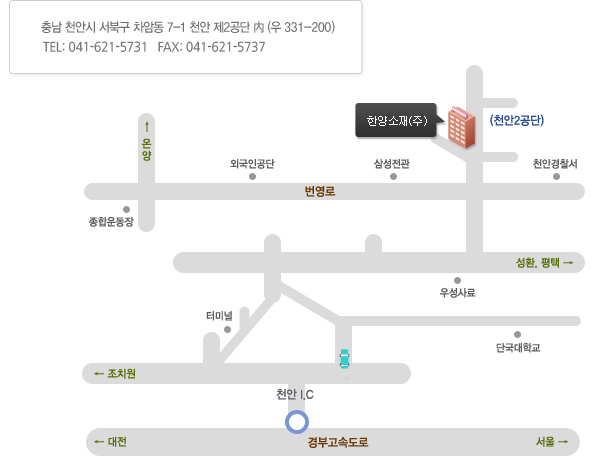 충남 천안시 서북구 차암동 7-1 천안 제2공단 內 (우 331-200)
TEL: 041-621-5731 FAX: 041-621-5737
한양소재(주)
(천안2공단)
← 온양
외국인공단
삼성전관
천안경찰서
번영로
종합운동장
성환, 평택 →
우성사료
터미널
단국대학교
← 조치원
천안 I.C
← 대전
경부고속도로
서울 →